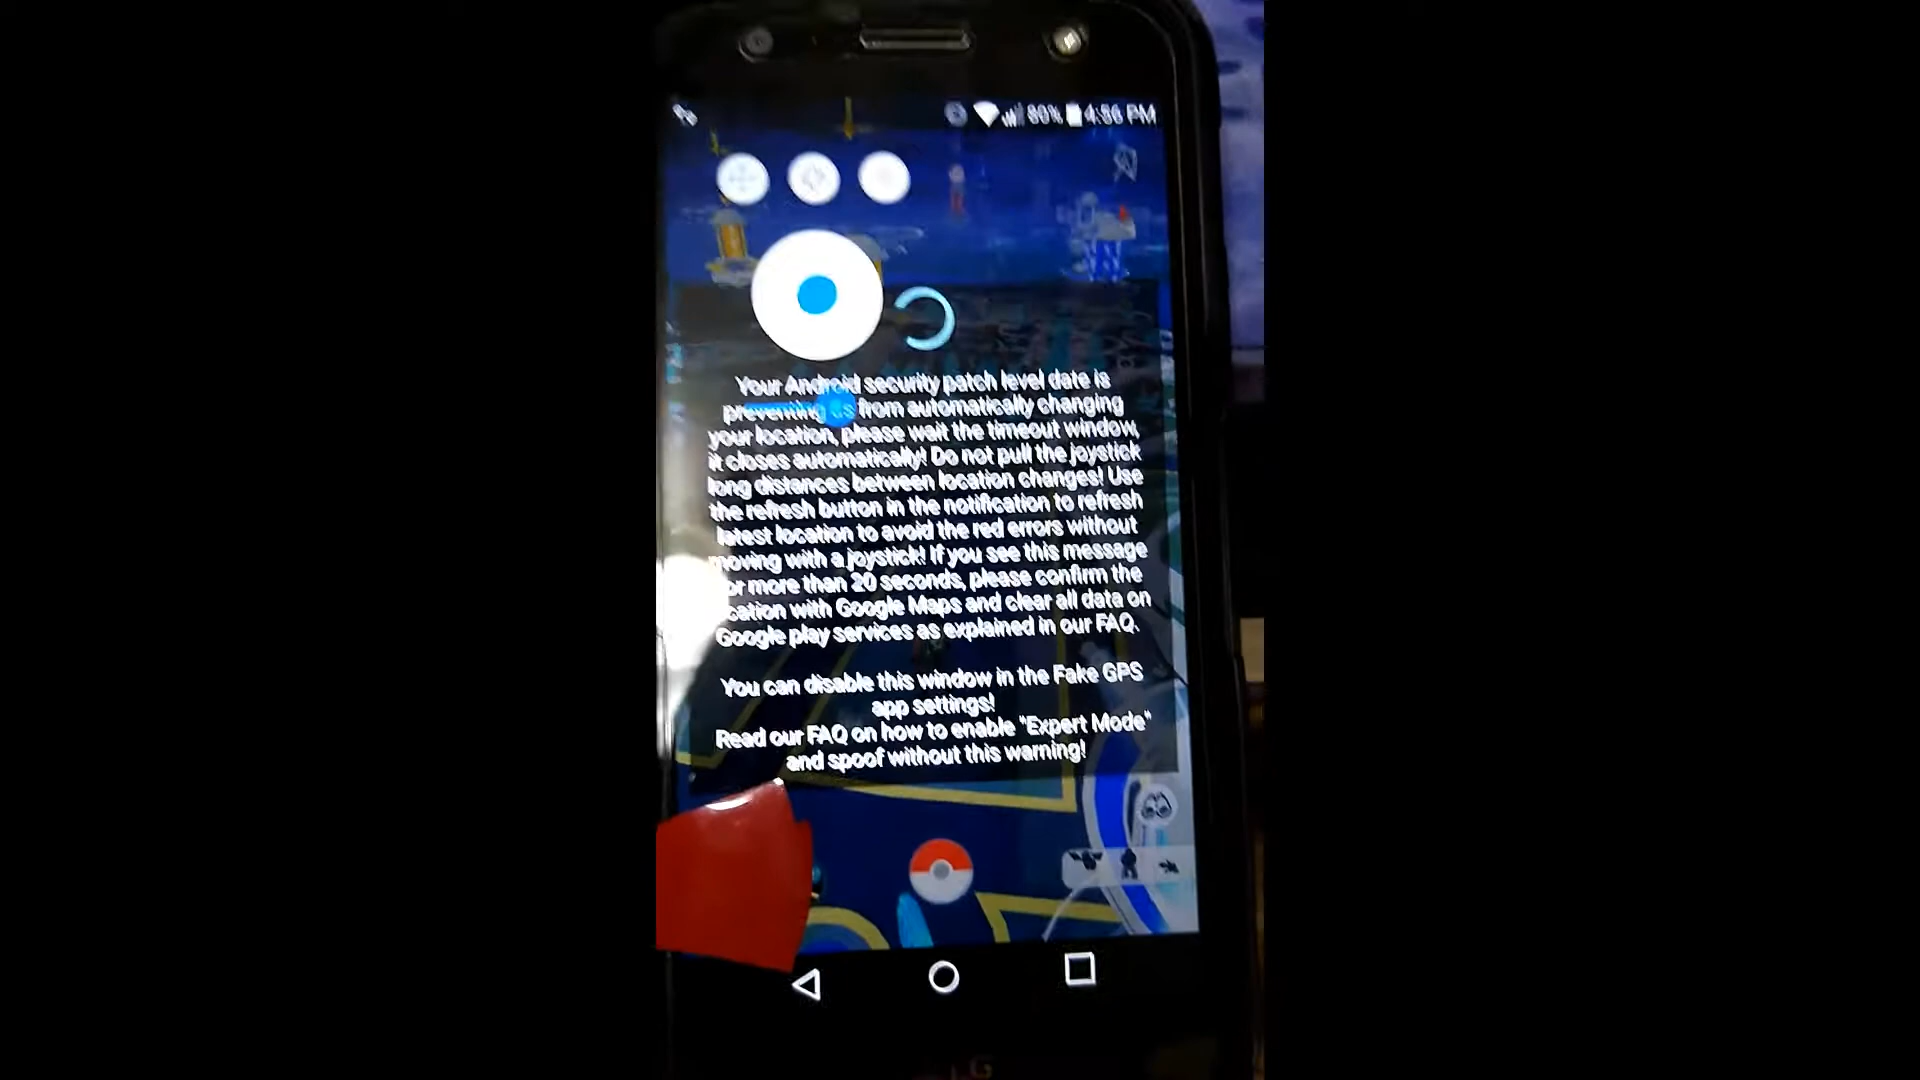 80% 4:56 PM
Your Android security patch level date is
preventing us from automatically changing
your location, please wait the timeout window,
it closes automatically! Do not pull the joystick
long distances between location changes! Use
the refresh button in the notification to refresh
latest location to avoid the red errors without
moving with a joystick! If you see this message
or more than 20 seconds, please confirm the
cation with Google Maps and clear all data on
Google play services as explained in our FAQ.
You can disable this window in the Fake GPS
app settings!
Read our FAQ on how to enable "Expert Mode"
and spoof without this warning!